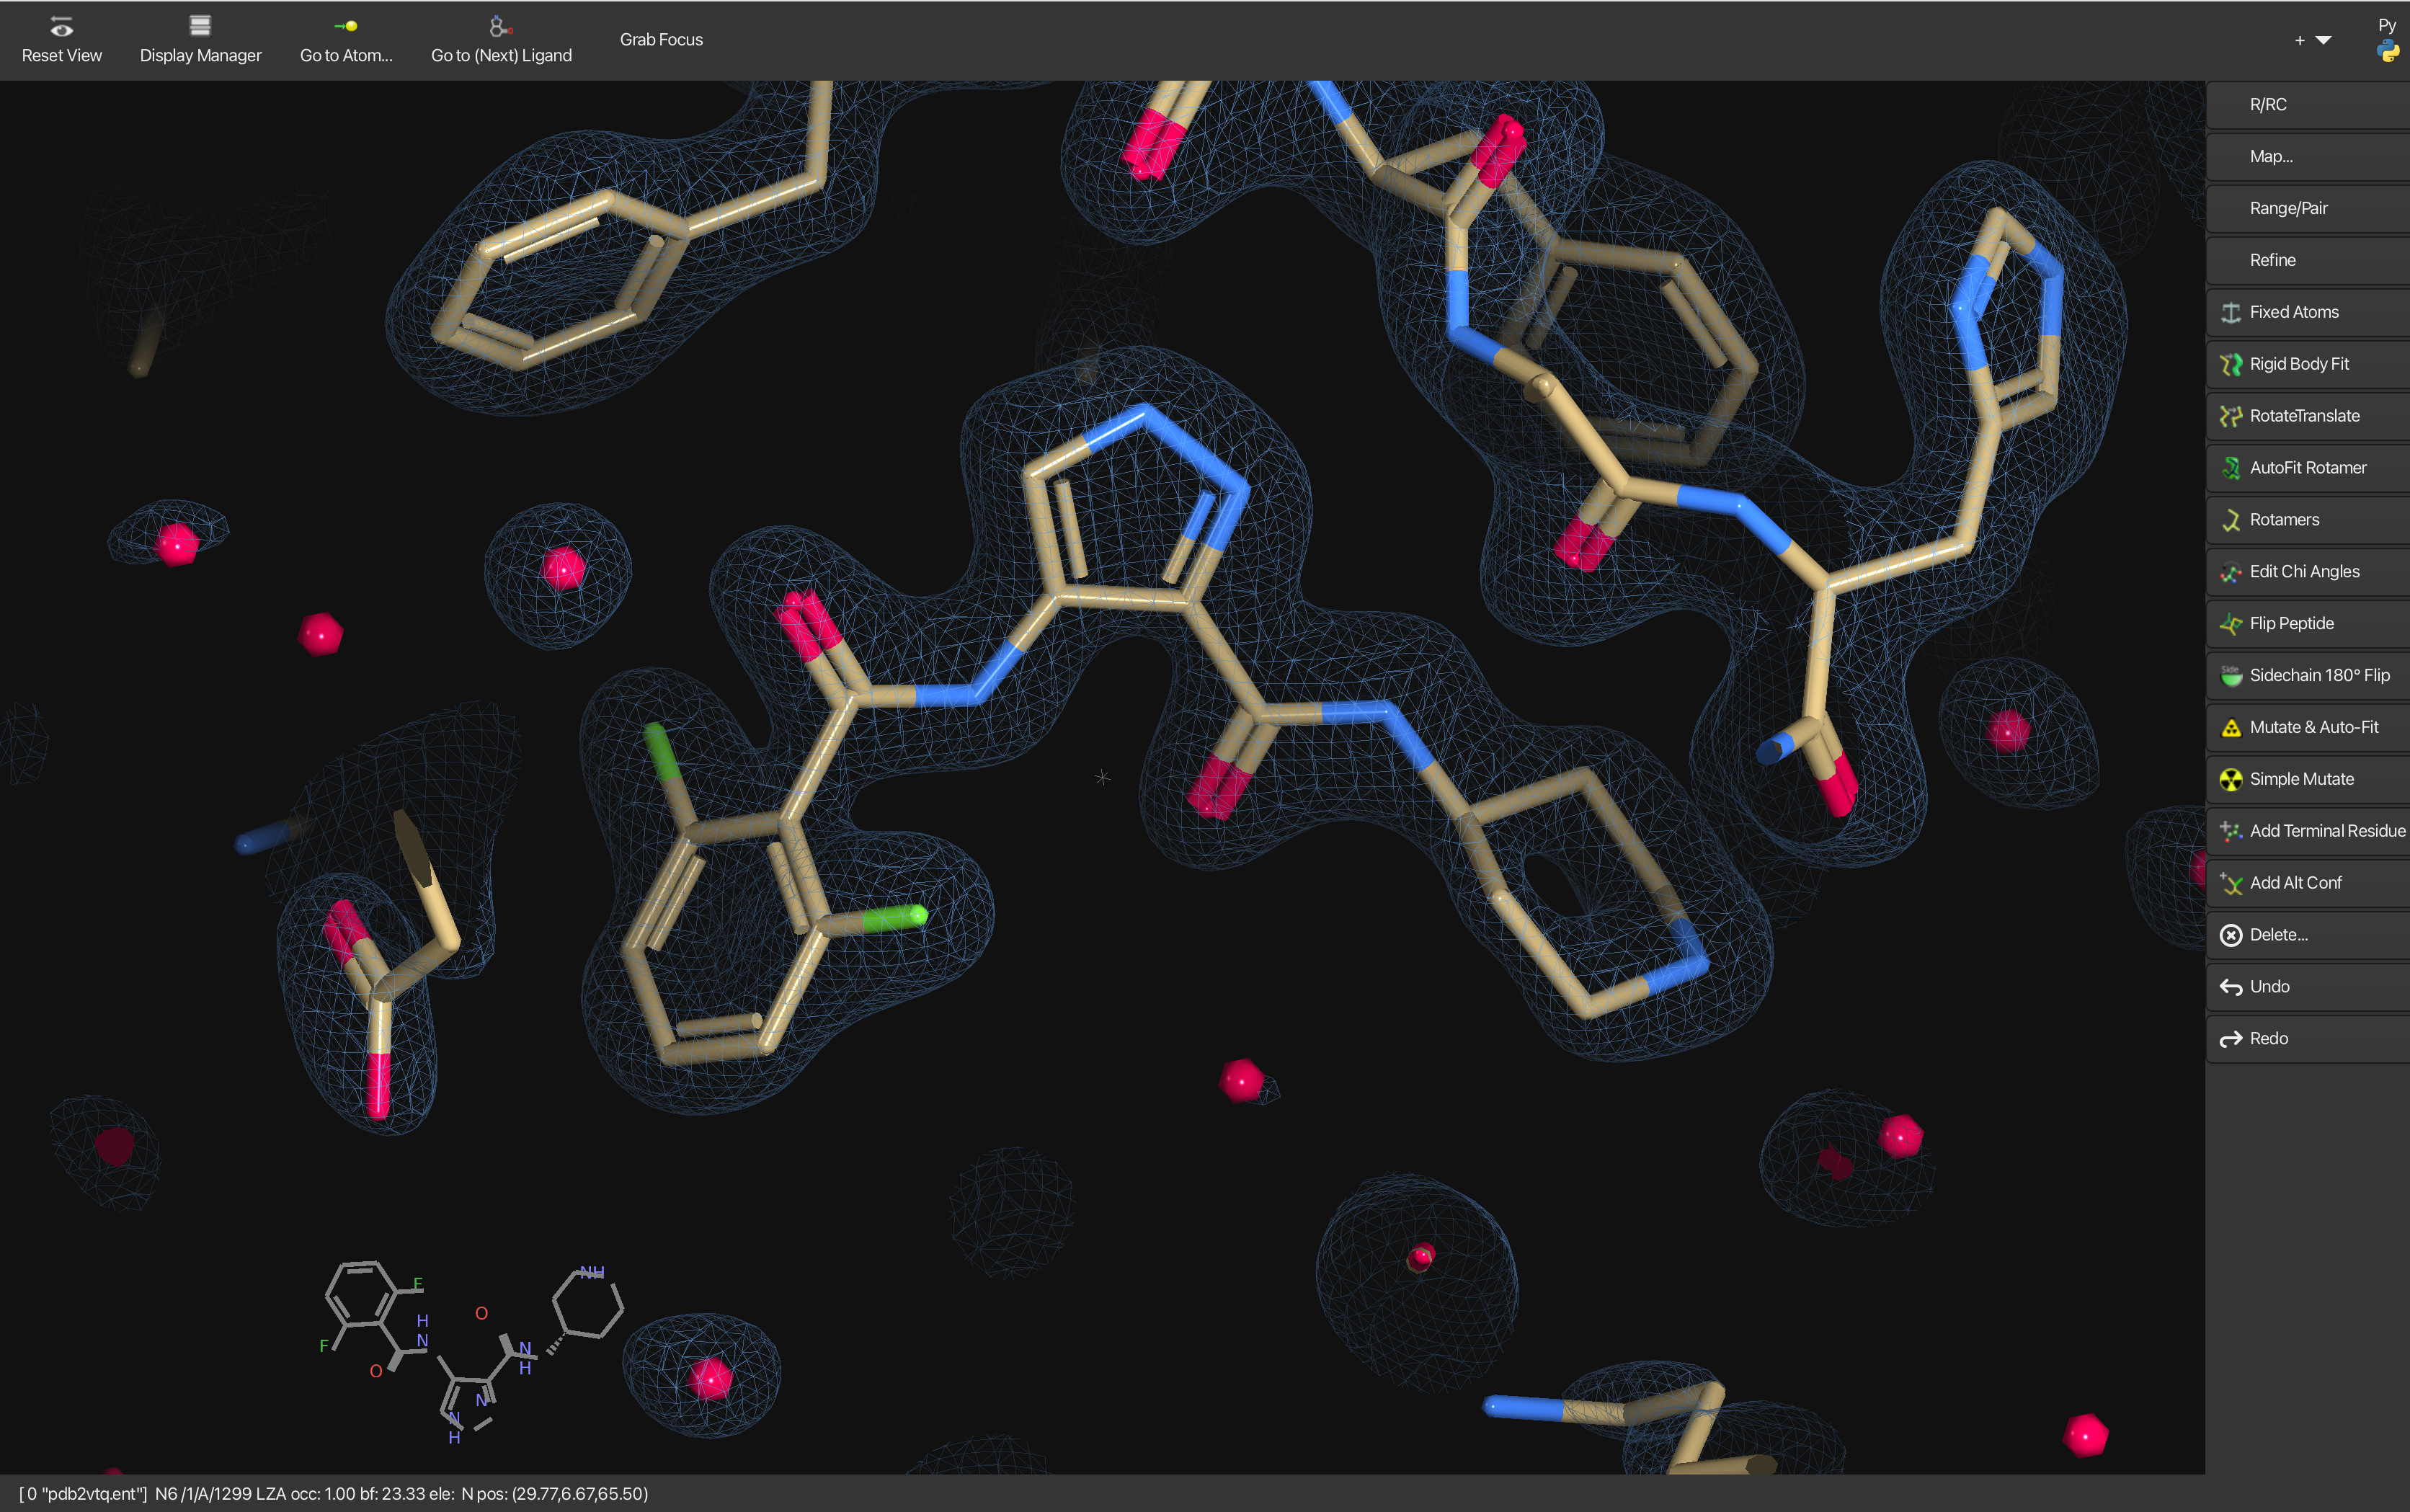 Reset View
Display Manager
Go to Atom...
Go to (Next) Ligand
Grab Focus
+
Py
R/RC
Map...
Range/Pair
Refine
Fixed Atoms
Rigid Body Fit
RotateTranslate
AutoFit Rotamer
Rotamers
Edit Chi Angles
Flip Peptide
Side
Sidechain 180° Flip
Mutate & Auto-Fit
Simple Mutate
Add Terminal Residue
Add Alt Conf
Delete...
Undo
Redo
NH
F
O
H
N
F
N
H
O
N
N
H
[ 0 "pdb2vtq.ent"] N6 /1/A/1299 LZA occ: 1.00 bf: 23.33 ele: N pos: (29.77,6.67,65.50)